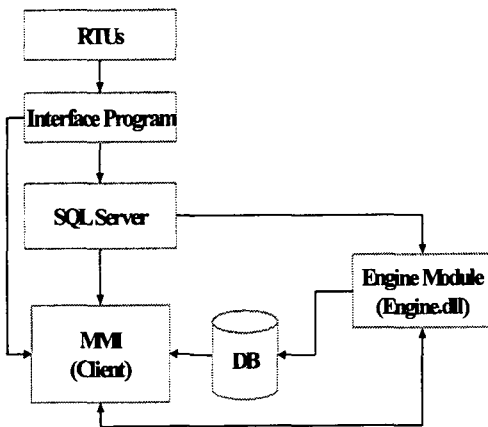 RTUs
Interface Program
SQL Server
Engine Module
(Engine.dll)
MMI
(Client)
DB